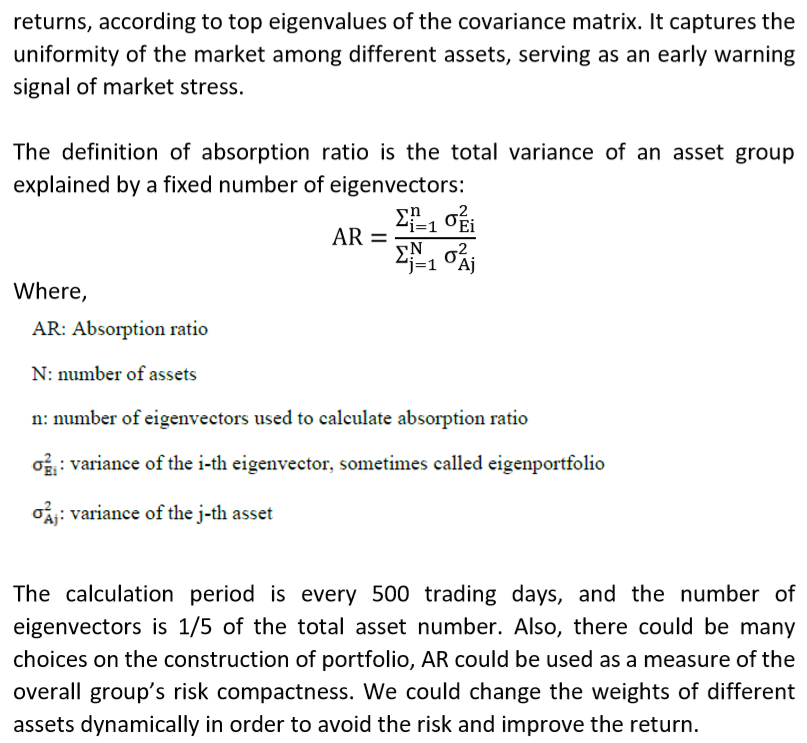 returns, according to top eigenvalues of the covariance matrix. It captures the
uniformity of the market among different assets, serving as an early warning
signal of market stress.
The definition of absorption ratio is the total variance of an asset group
explained by a fixed number of eigenvectors:
AR = \frac{\Sigma_{i=1}^{n} \sigma_{Ei}^{2}}{\Sigma_{j=1}^{N} \sigma_{Aj}^{2}}
Where,
AR: Absorption ratio
N: number of assets
n: number of eigenvectors used to calculate absorption ratio
σ²Ei: variance of the i-th eigenvector, sometimes called eigenportfolio
σ²Aj: variance of the j-th asset
The calculation period is every 500 trading days, and the number of
eigenvectors is 1/5 of the total asset number. Also, there could be many
choices on the construction of portfolio, AR could be used as a measure of the
overall group's risk compactness. We could change the weights of different
assets dynamically in order to avoid the risk and improve the return.